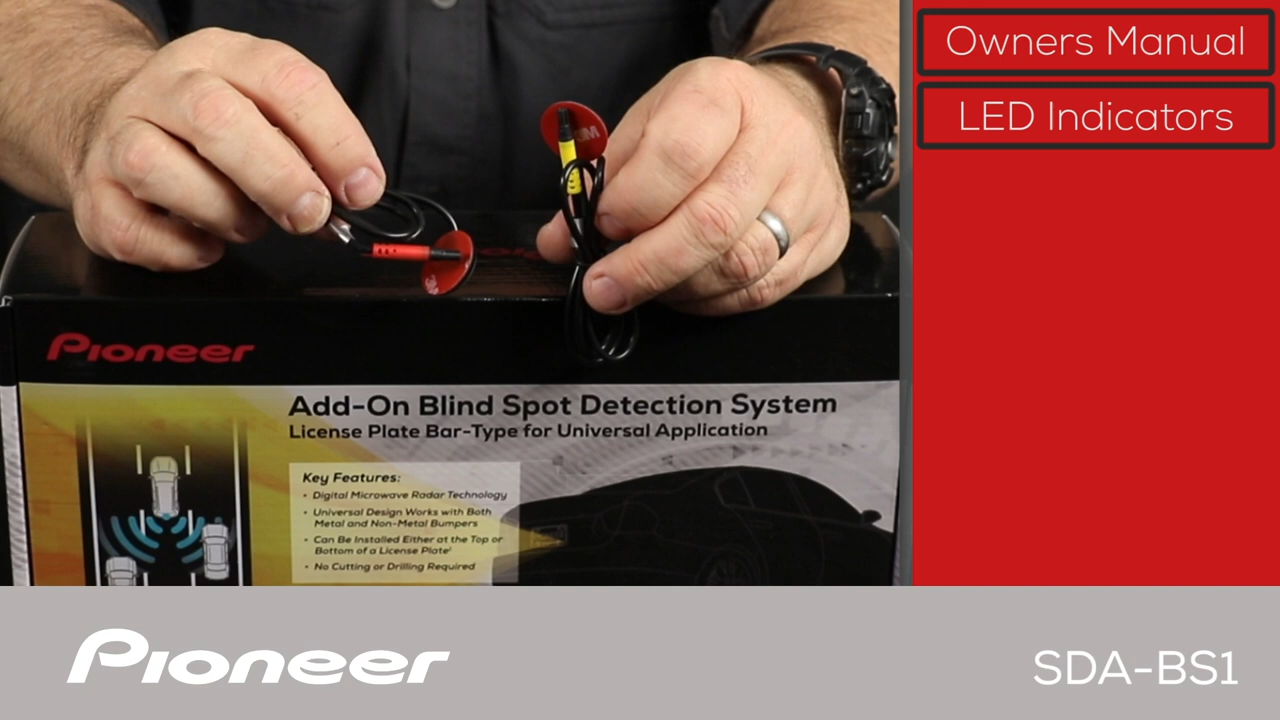 Owners Manual
LED Indicators
3M
Pioneer
Add-On Blind Spot Detection System
License Plate Bar-Type for Universal Application
Key Features:
• Digital Microwave Radar Technology
• Universal Design Works with Both
Metal and Non-Metal Bumpers
• Can Be Installed Either at the Top or
Bottom of a License Plate²
• No Cutting or Drilling Required
Pioneer
SDA-BS1